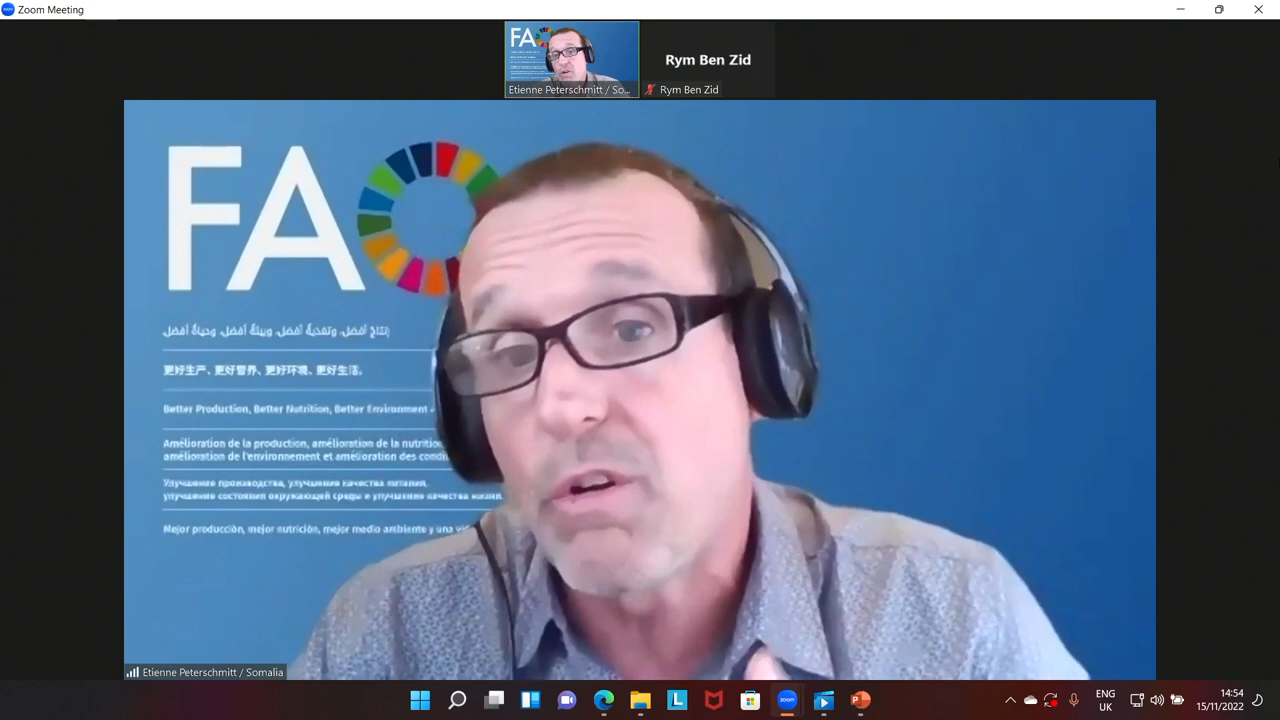 Zoom Meeting
FAO
Etienne Peterschmitt / So...
Rym Ben Zid
Rym Ben Zid
FAO
إنتاج أفضل، وتغذية أفضل، وبيئة أفضل، وحياة أفضل.
更好生产、更好营养、更好环境、更好生活。
Better Production, Better Nutrition, Better Environment
Amélioration de la production, amélioration de la nutrition
amélioration de l'environnement et amélioration des condi
Улучшение производства, улучшение качества питания,
улучшение состояния окружающей среды и улучшение качества жизни.
Mejor producción, mejor nutrición, mejor medio ambiente y una vid
Etienne Peterschmitt / Somalia
ENG
UK
14:54
15/11/2022